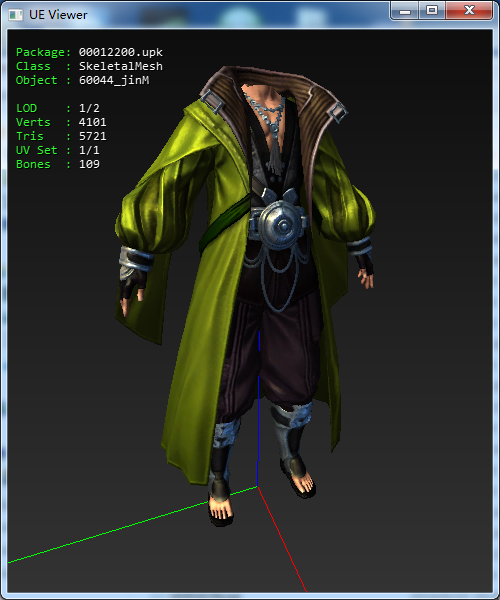 UE Viewer
Package: 00012200.upk
Class : SkeletalMesh
Object : 60044_jinM
LOD : 1/2
Verts : 4101
Tris : 5721
UV Set : 1/1
Bones : 109